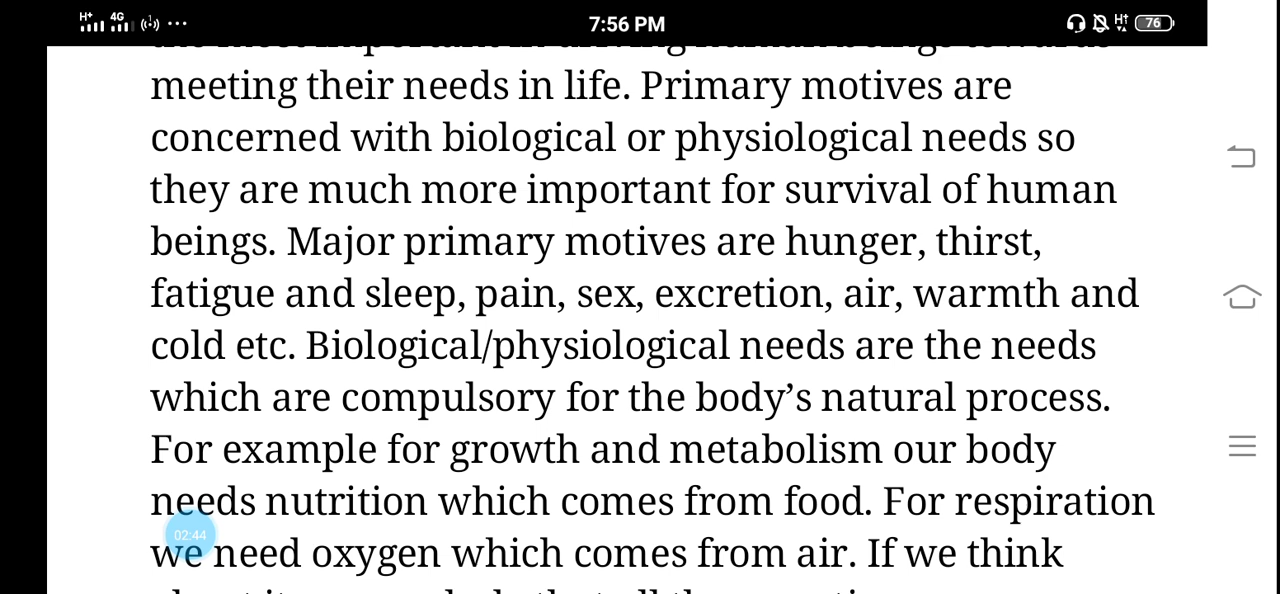 H+ 4G 7:56 PM 76
meeting their needs in life. Primary motives are
concerned with biological or physiological needs so
they are much more important for survival of human
beings. Major primary motives are hunger, thirst,
fatigue and sleep, pain, sex, excretion, air, warmth and
cold etc. Biological/physiological needs are the needs
which are compulsory for the body’s natural process.
For example for growth and metabolism our body
needs nutrition which comes from food. For respiration
02:44
we need oxygen which comes from air. If we think